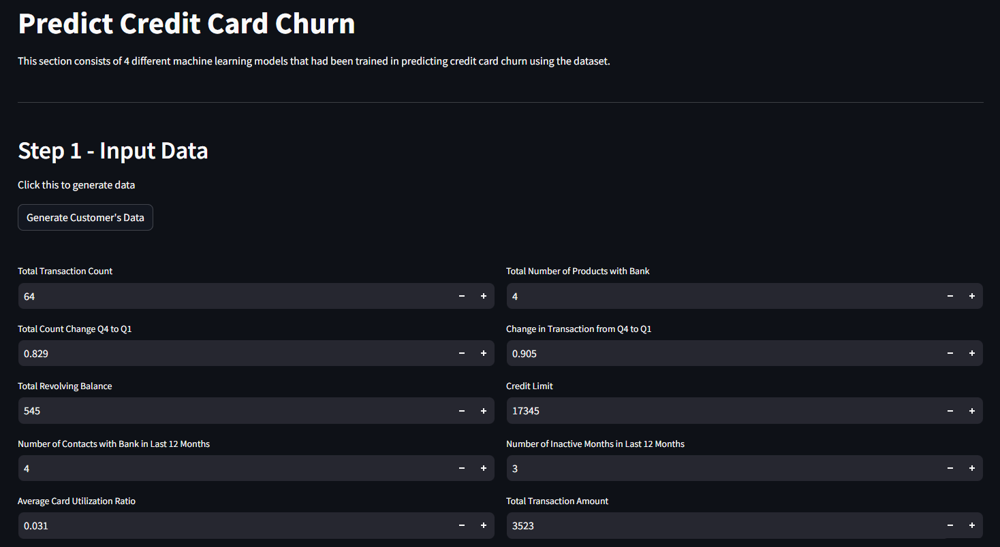 Predict Credit Card Churn
This section consists of 4 different machine learning models that had been trained in predicting credit card churn using the dataset.
Step 1 - Input Data
Click this to generate data
Generate Customer's Data
Total Transaction Count
64
Total Number of Products with Bank
4
Total Count Change Q4 to Q1
0.829
Change in Transaction from Q4 to Q1
0.905
Total Revolving Balance
545
Credit Limit
17345
Number of Contacts with Bank in Last 12 Months
4
Number of Inactive Months in Last 12 Months
3
Average Card Utilization Ratio
0.031
Total Transaction Amount
3523